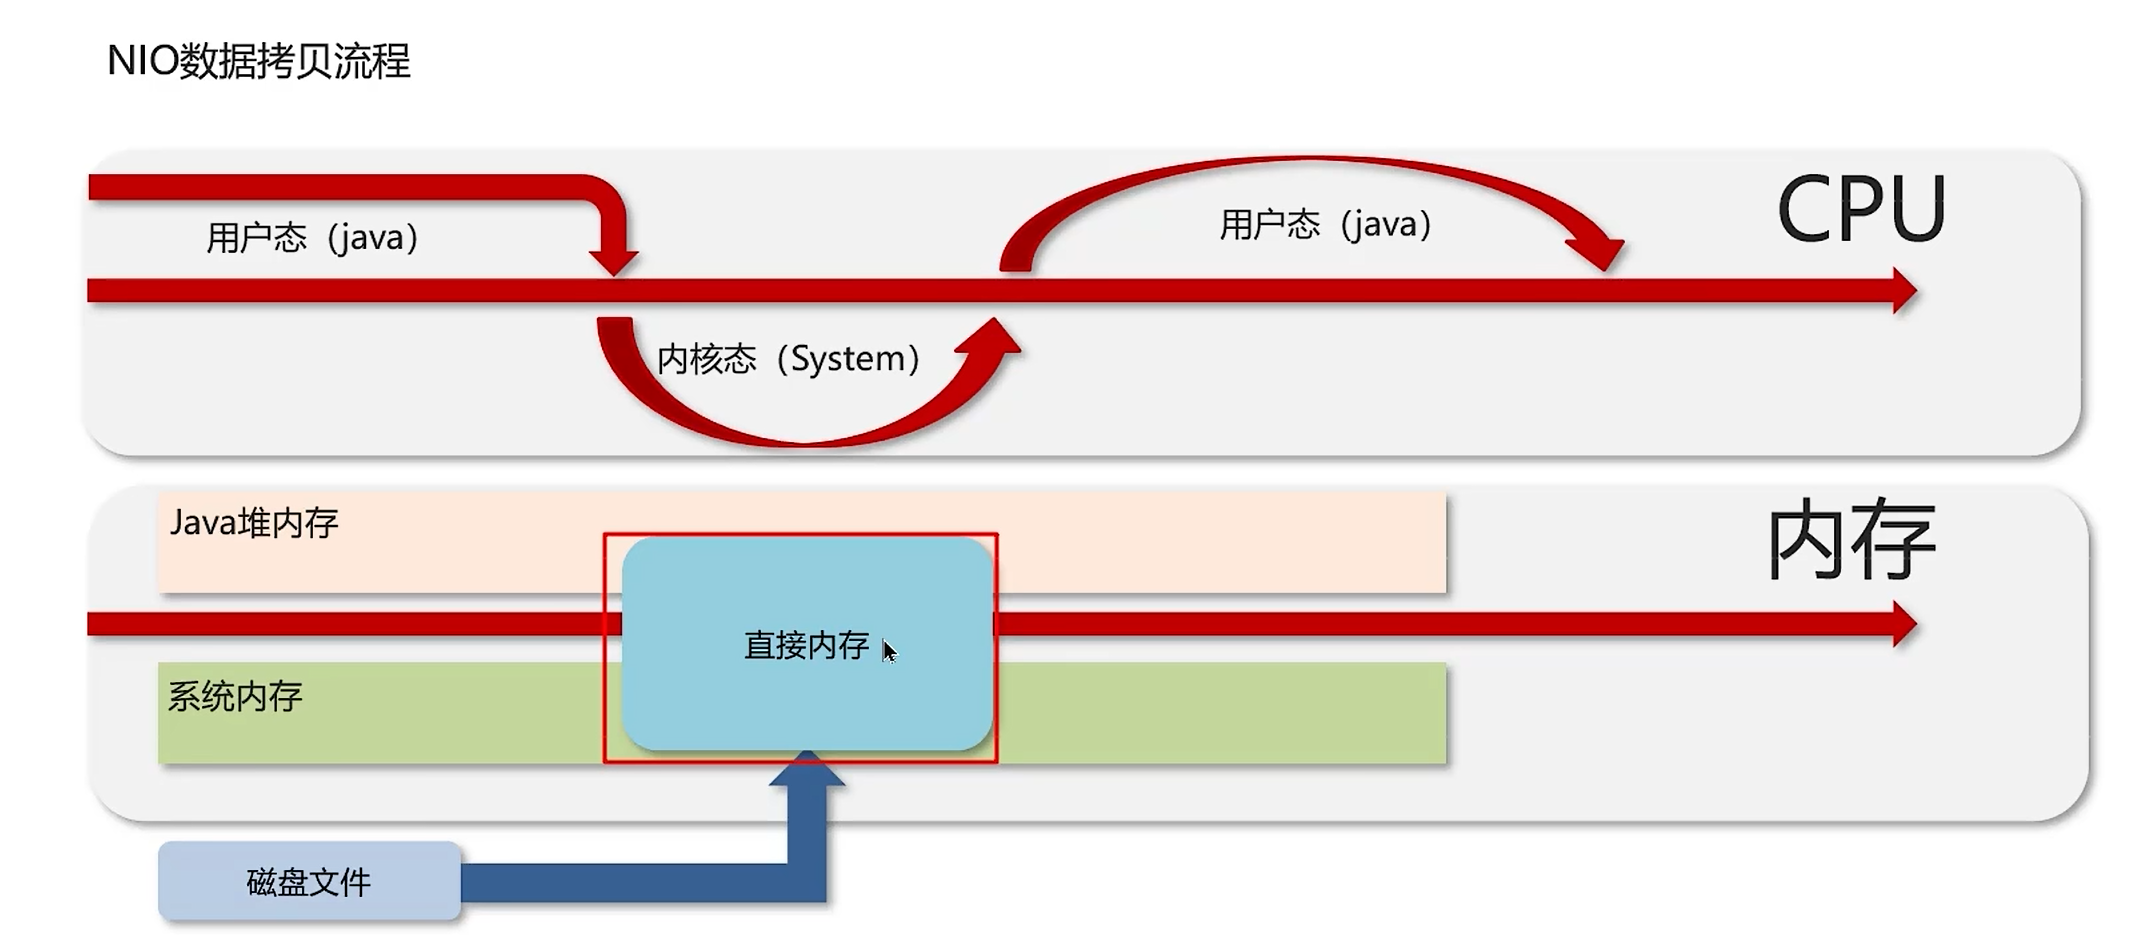 NIO数据拷贝流程
用户态（java）
用户态（java）
CPU
内核态（System）
Java堆内存
内存
直接内存
系统内存
磁盘文件